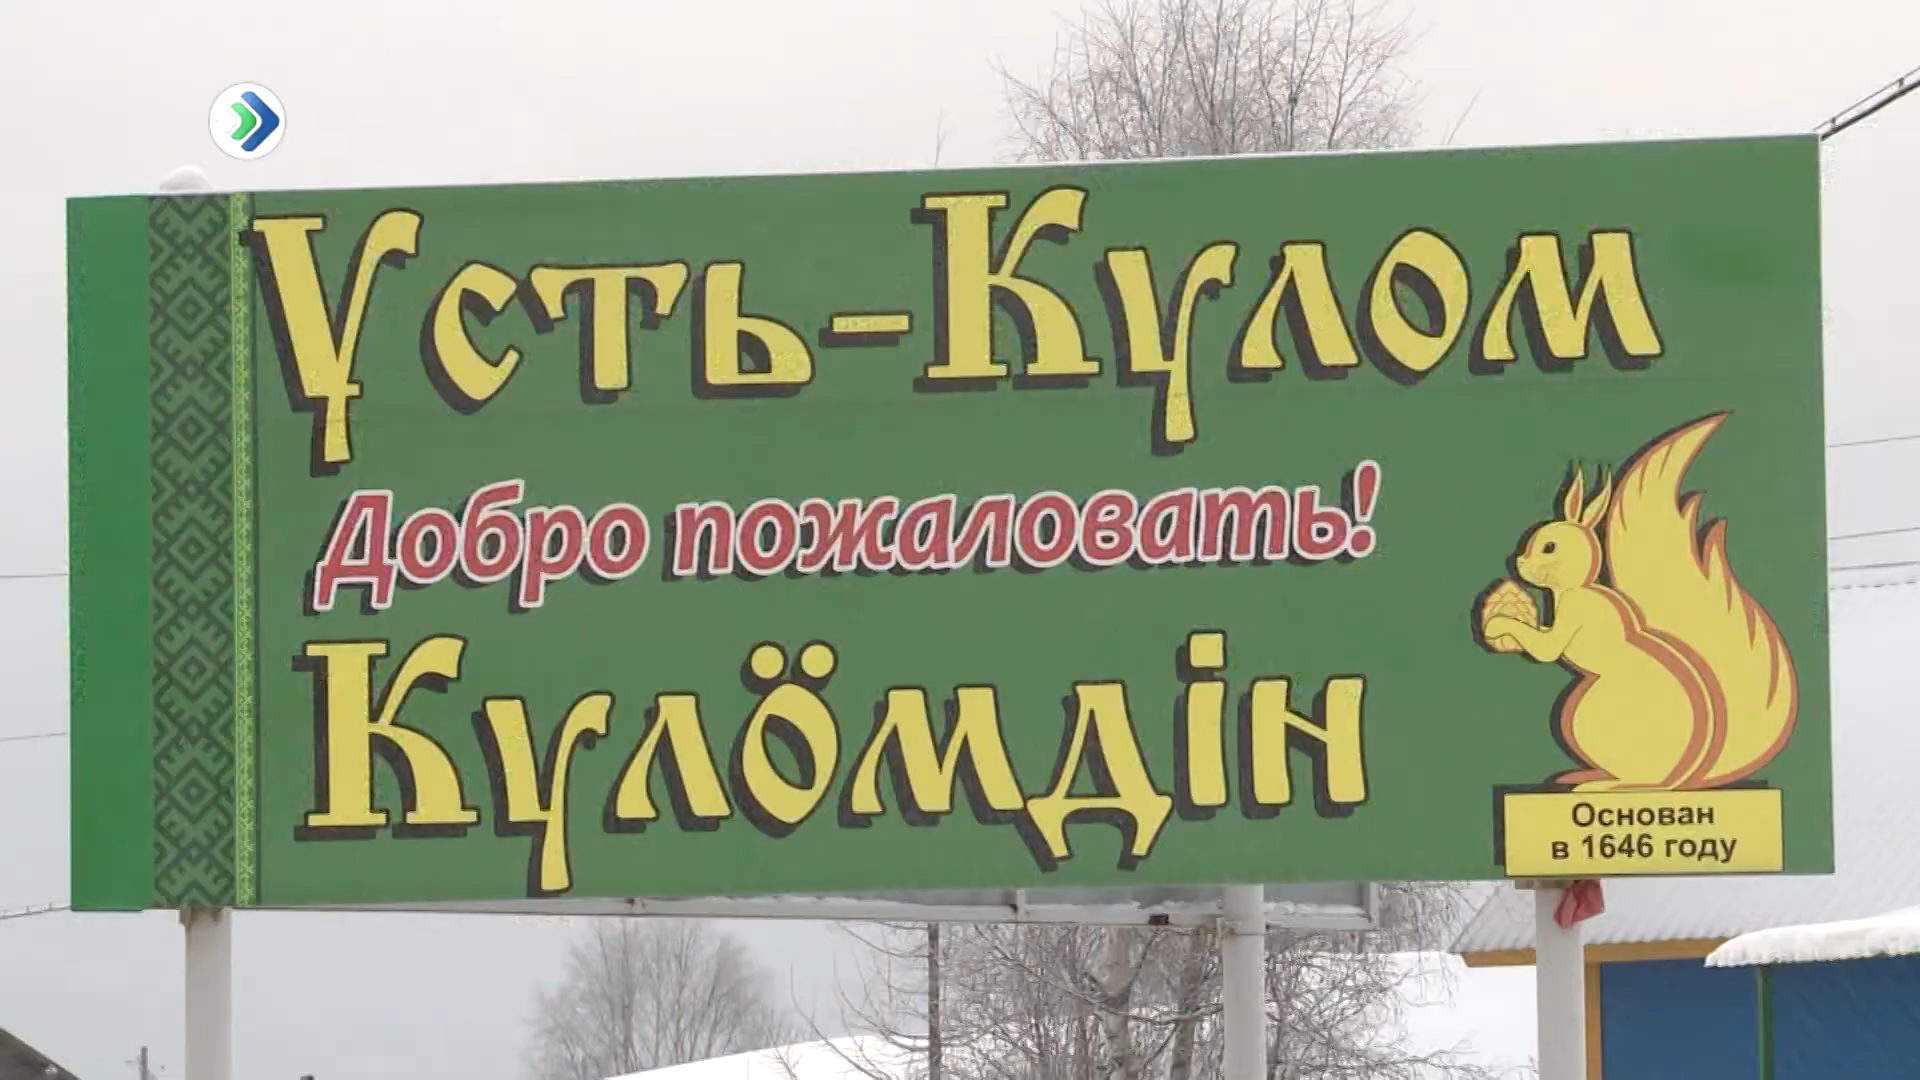 Усть-Кулом
Добро пожаловать!
Кулӧмдін
Основан
в 1646 году